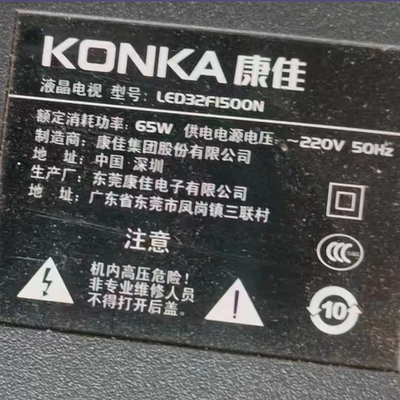 KONKA 康佳
液晶电视 型号: LED32F1500N
额定消耗功率: 65W 供电电源电压: ~220V 50Hz
制造商: 康佳集团股份有限公司
地 址: 中国·深圳
生产厂: 东莞康佳电子有限公司
地 址: 广东省东莞市凤岗镇三联村
注意
机内高压危险!
非专业维修人员
不得打开后盖。
CCC
10